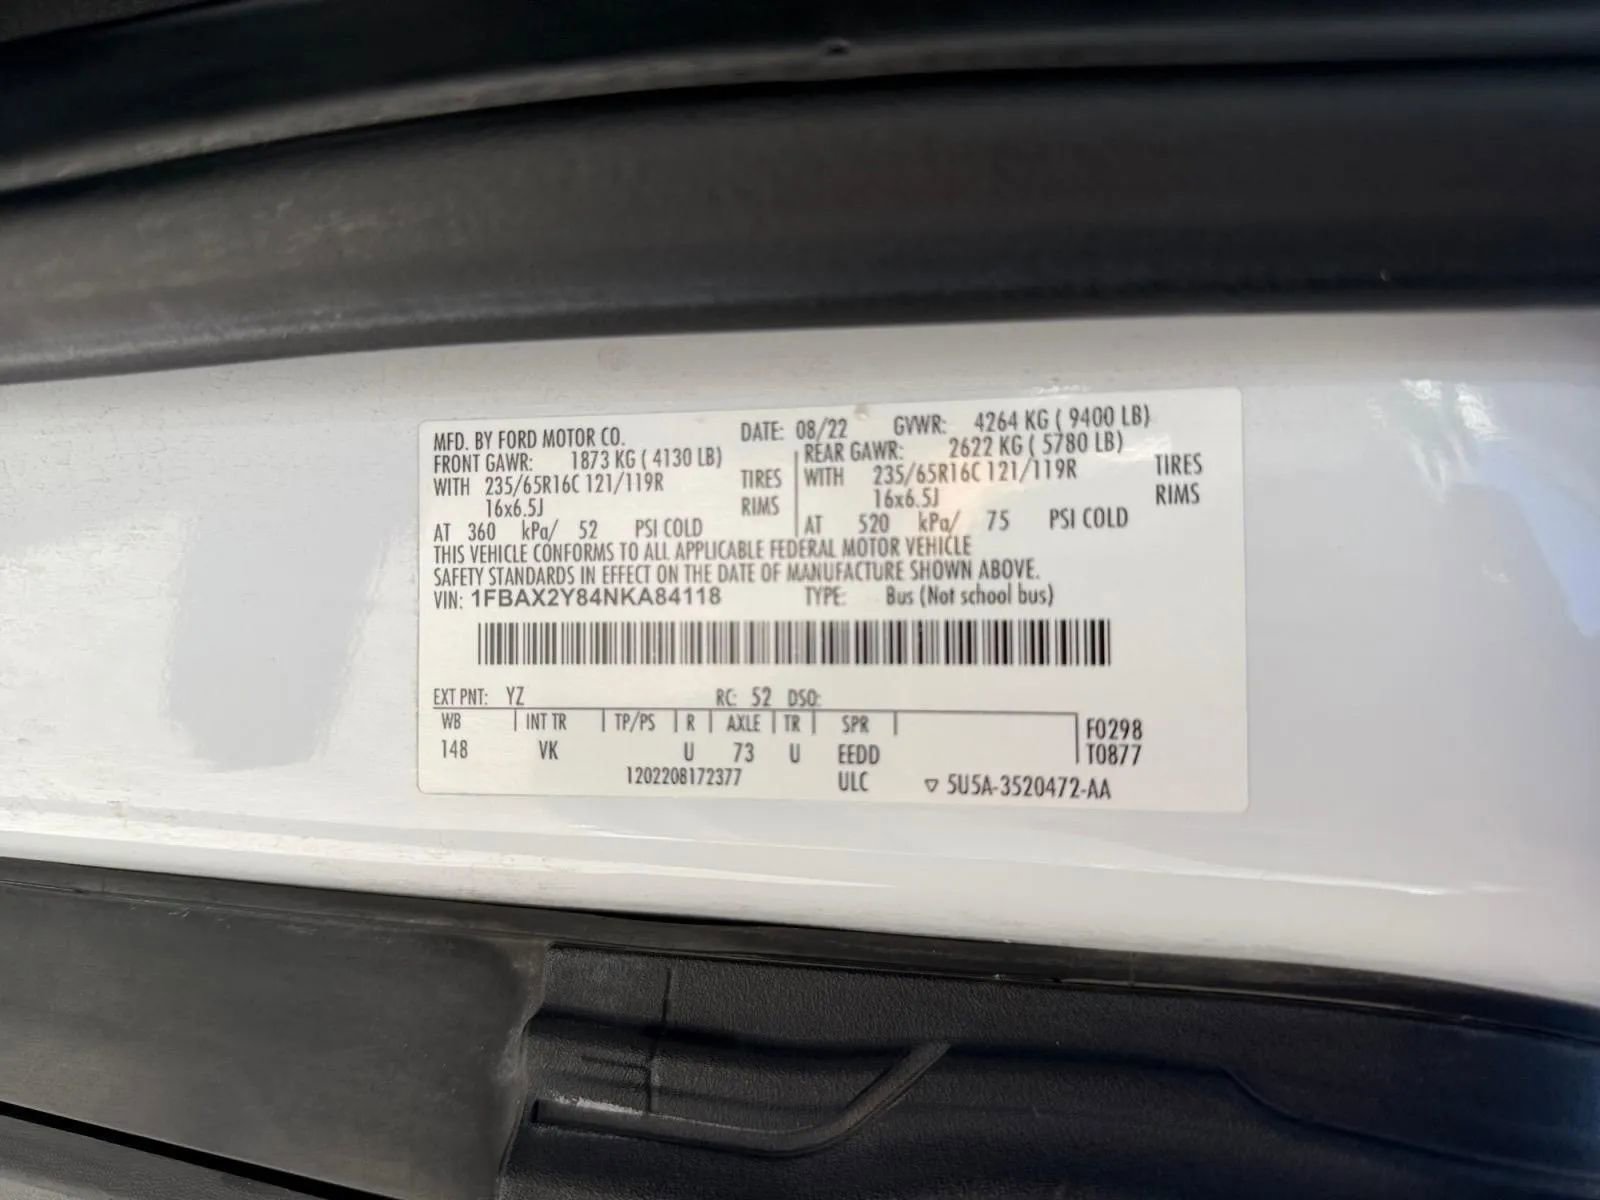 MFD. BY FORD MOTOR CO. DATE: 08/22 GVWR: 4264 KG ( 9400 LB)
FRONT GAWR: 1873 KG ( 4130 LB) REAR GAWR: 2622 KG ( 5780 LB)
WITH 235/65R16C 121/119R TIRES WITH 235/65R16C 121/119R TIRES
16x6.5J RIMS 16x6.5J RIMS
AT 360 kPa/ 52 PSI COLD AT 520 kPa/ 75 PSI COLD
THIS VEHICLE CONFORMS TO ALL APPLICABLE FEDERAL MOTOR VEHICLE
SAFETY STANDARDS IN EFFECT ON THE DATE OF MANUFACTURE SHOWN ABOVE.
VIN: 1FBAX2Y84NKA84118 TYPE: Bus (Not school bus)
EXT PNT: YZ RC: 52 DSO:
WB INT TR TP/PS R AXLE TR SPR F0298
148 VK U 73 U EEDD T0877
1202208172377 ULC ▽ 5U5A-3520472-AA